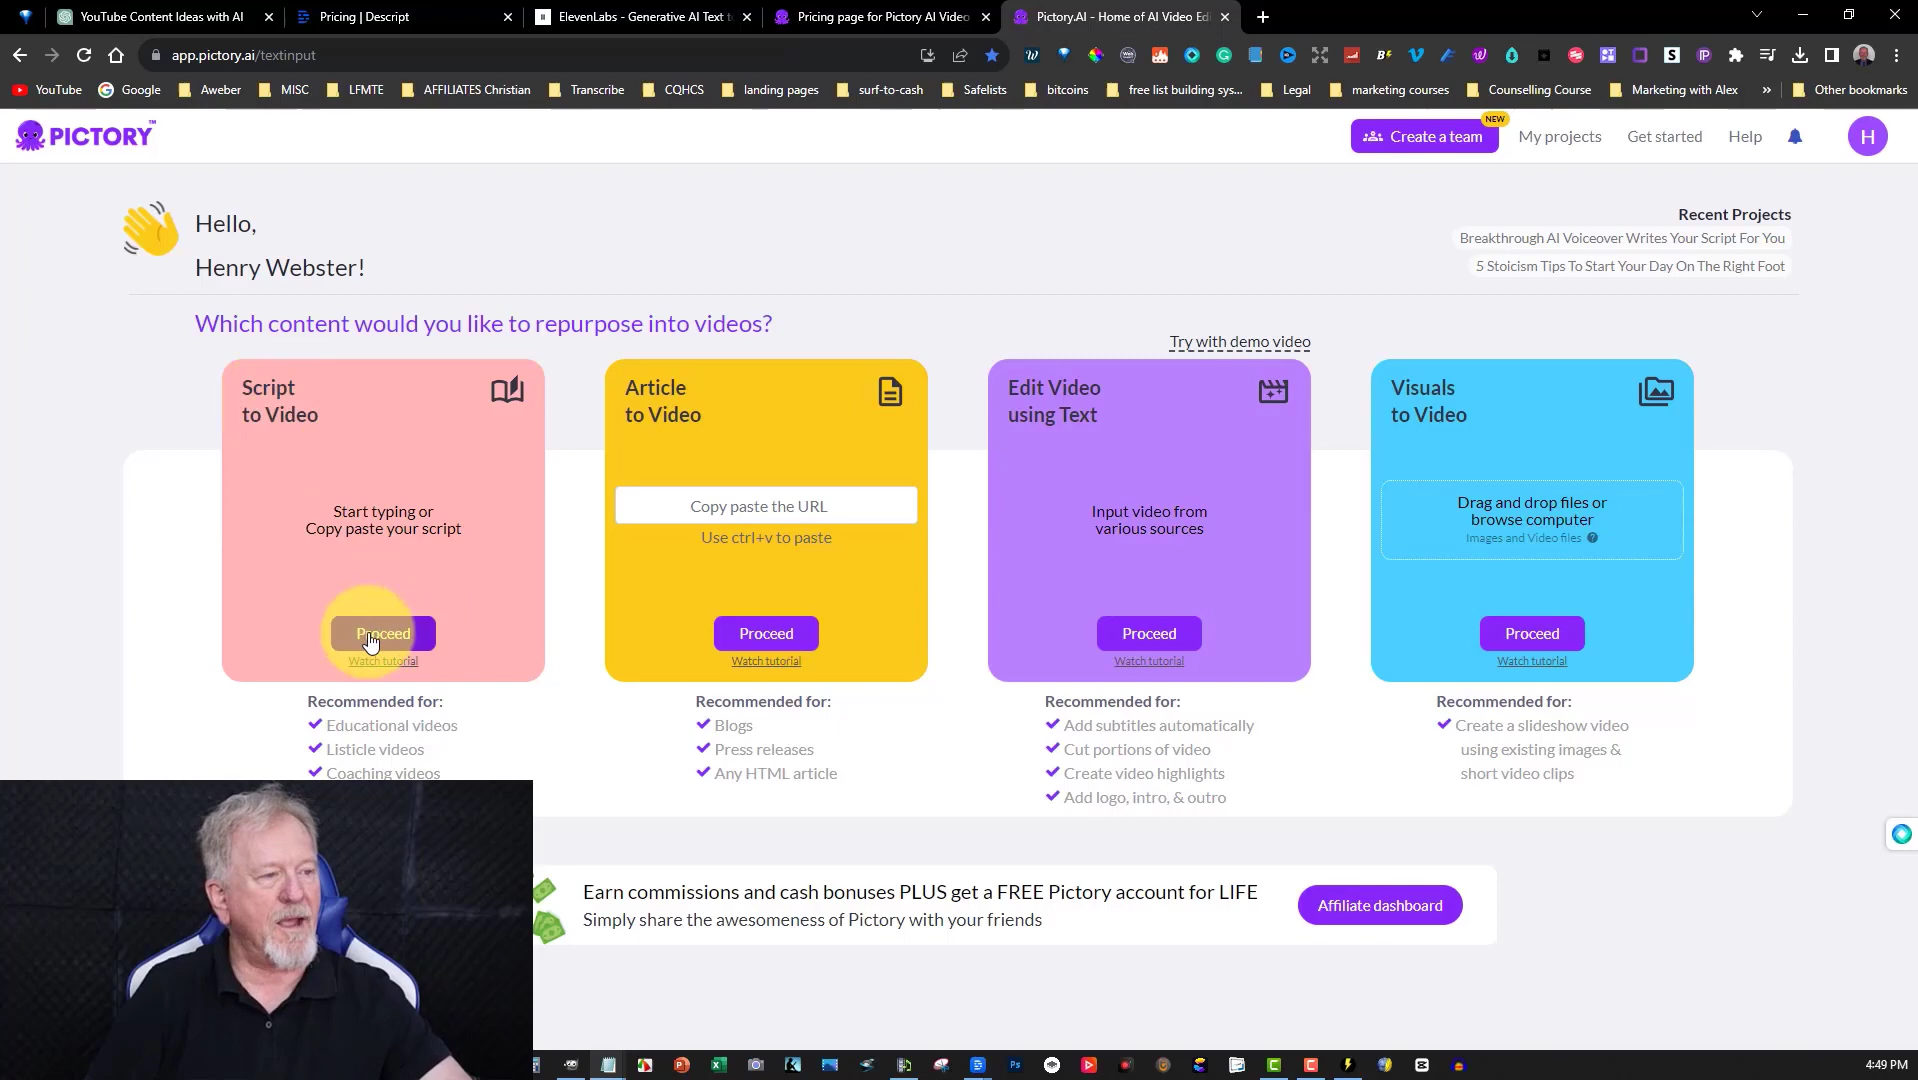 YouTube Content Ideas with AI
Pricing | Descript
ElevenLabs - Generative AI Text t
Pricing page for Pictory AI Video
Pictory.AI - Home of AI Video Edi
app.pictory.ai/textinput
YouTube
Google
Aweber
MISC
LFMTE
AFFILIATES Christian
Transcribe
CQHCS
landing pages
surf-to-cash
Safelists
bitcoins
free list building sys...
Legal
marketing courses
Counselling Course
Marketing with Alex
»
Other bookmarks
PICTORY™
Create a team
NEW
My projects
Get started
Help
H
Hello,
Henry Webster!
Recent Projects
Breakthrough AI Voiceover Writes Your Script For You
5 Stoicism Tips To Start Your Day On The Right Foot
Which content would you like to repurpose into videos?
Try with demo video
Script
to Video
Start typing or
Copy paste your script
Proceed
Watch tutorial
Recommended for:
Educational videos
Listicle videos
Coaching videos
Article
to Video
Copy paste the URL
Use ctrl+v to paste
Proceed
Watch tutorial
Recommended for:
Blogs
Press releases
Any HTML article
Edit Video
using Text
Input video from
various sources
Proceed
Watch tutorial
Recommended for:
Add subtitles automatically
Cut portions of video
Create video highlights
Add logo, intro, & outro
Visuals
to Video
Drag and drop files or
browse computer
Images and Video files
Proceed
Watch tutorial
Recommended for:
Create a slideshow video
using existing images &
short video clips
Earn commissions and cash bonuses PLUS get a FREE Pictory account for LIFE
Simply share the awesomeness of Pictory with your friends
Affiliate dashboard
4:49 PM